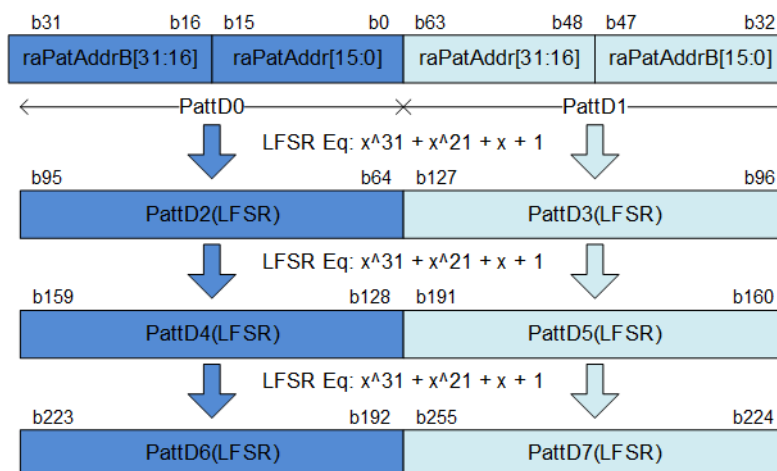 b31 b16 b15 b0 b63 b48 b47 b32
raPatAddrB[31:16] raPatAddr[15:0] raPatAddr[31:16] raPatAddrB[15:0]
PattD0 PattD1
LFSR Eq: x^31 + x^21 + x + 1
b95 b64 b127 b96
PattD2(LFSR) PattD3(LFSR)
LFSR Eq: x^31 + x^21 + x + 1
b159 b128 b191 b160
PattD4(LFSR) PattD5(LFSR)
LFSR Eq: x^31 + x^21 + x + 1
b223 b192 b255 b224
PattD6(LFSR) PattD7(LFSR)